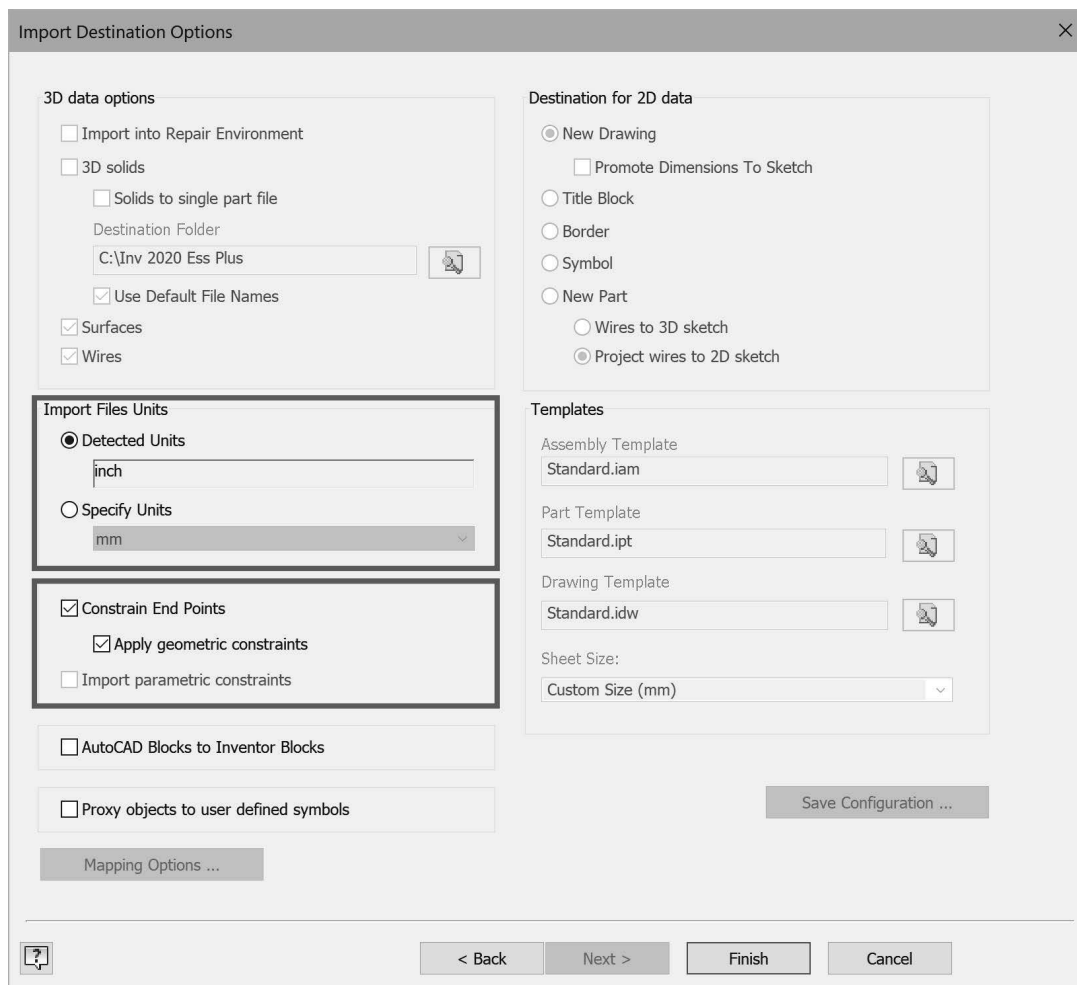 Import Destination Options
3D data options
Import into Repair Environment
3D solids
Solids to single part file
Destination Folder
C:\Inv 2020 Ess Plus
Use Default File Names
Surfaces
Wires
Destination for 2D data
New Drawing
Promote Dimensions To Sketch
Title Block
Border
Symbol
New Part
Wires to 3D sketch
Project wires to 2D sketch
Import Files Units
Detected Units
inch
Specify Units
mm
Constrain End Points
Apply geometric constraints
Import parametric constraints
AutoCAD Blocks to Inventor Blocks
Proxy objects to user defined symbols
Mapping Options ...
Templates
Assembly Template
Standard.iam
Part Template
Standard.ipt
Drawing Template
Standard.idw
Sheet Size:
Custom Size (mm)
Save Configuration ...
?
< Back
Next >
Finish
Cancel